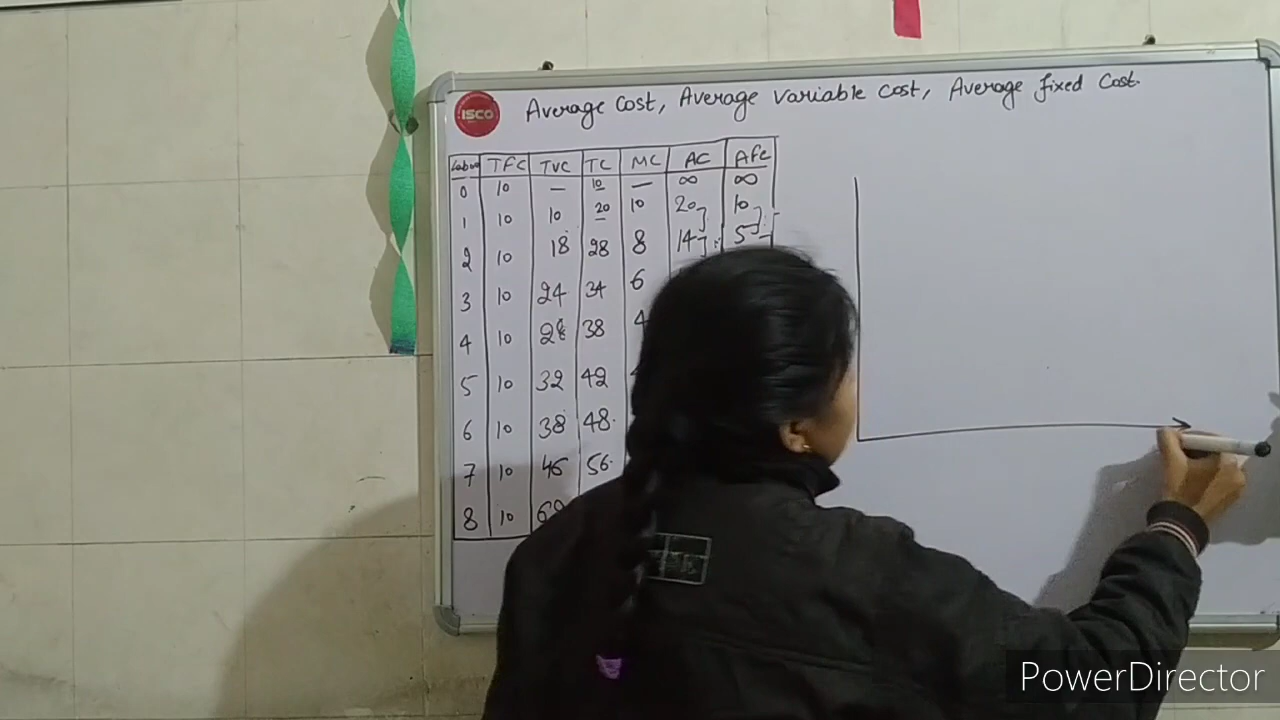 ISCO
Average Cost, Average Variable Cost, Average fixed Cost.
Labour TFC TVC TC MC AC AFC
0 10 — 10 — ∞ ∞
1 10 10 20 10 20 10
2 10 18 28 8 14 5
3 10 24 34 6
4 10 28 38 4
5 10 32 42
6 10 38 48
7 10 46 56
8 10
PowerDirector